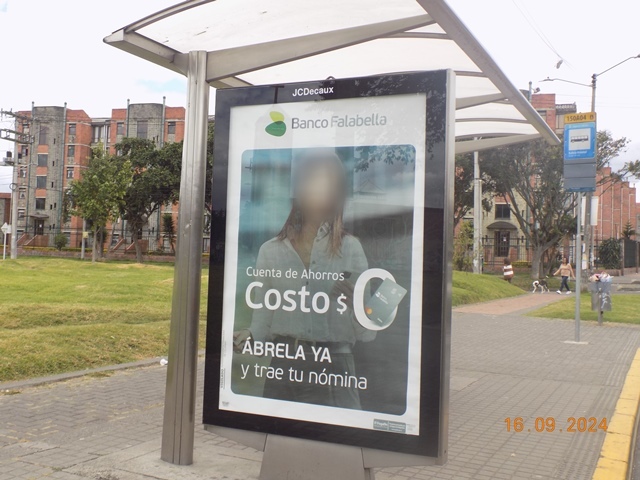 JCDecaux
Banco Falabella
Cuenta de Ahorros
Costo $0
ÁBRELA YA
y trae tu nómina
16.09.2024